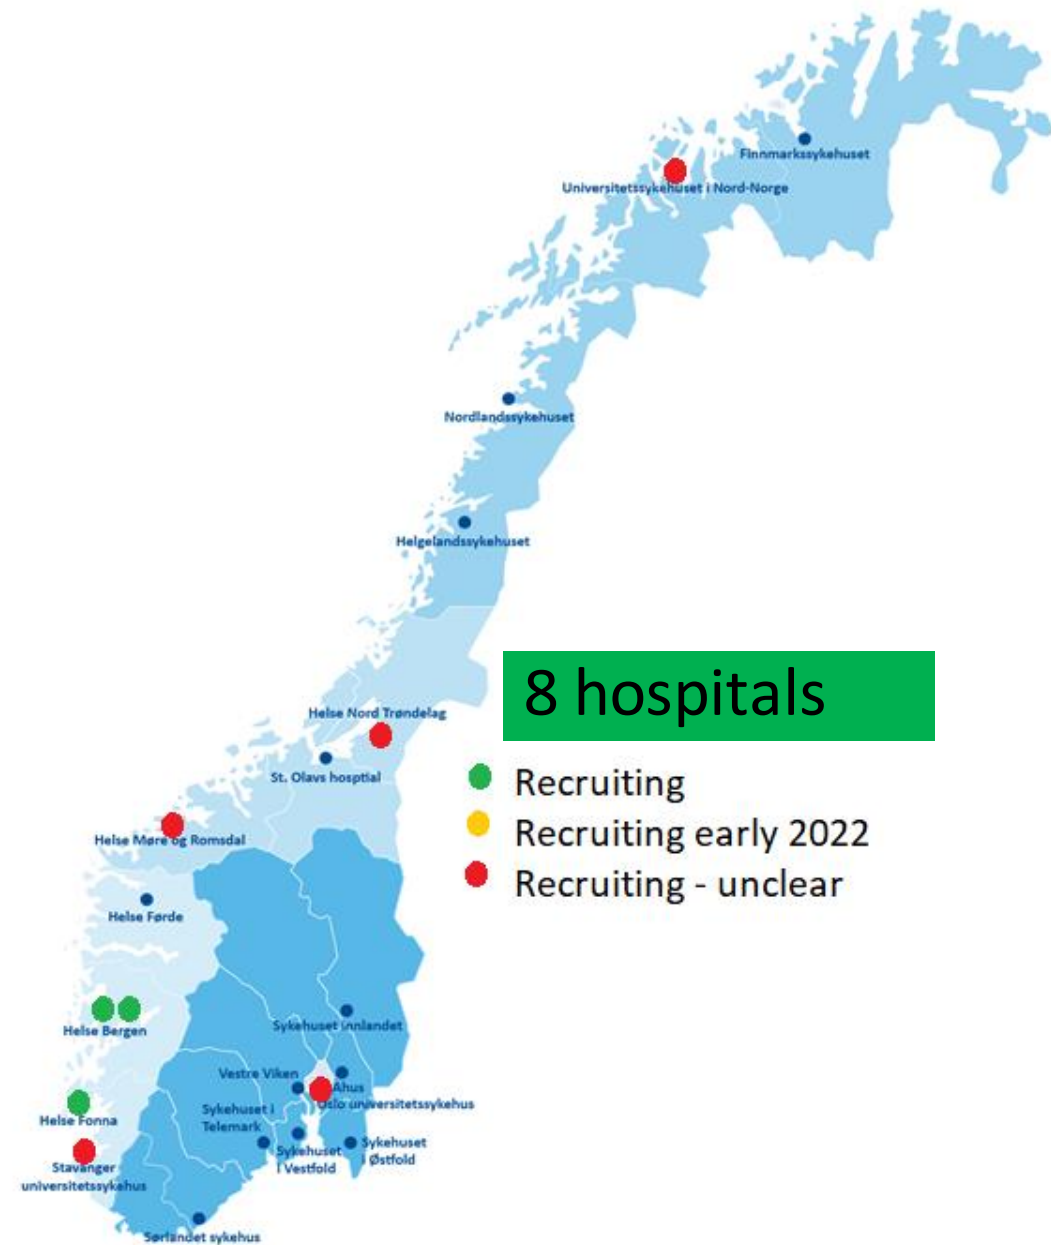 Finnmarkssykehuset
Universitetssykehuset i Nord-Norge
Nordlandssykehuset
Helgelandssykehuset
8 hospitals
Helse Nord Trøndelag
St. Olavs hosptial
Recruiting
Recruiting early 2022
Recruiting - unclear
Helse Møre og Romsdal
Helse Førde
Sykehuset innlandet
Helse Bergen
Vestre Viken
Ahus
Oslo universitetssykehus
Sykehuset i
Telemark
Helse Fonna
Sykehuset
i Østfold
Sykehuset
i Vestfold
Stavanger
universitetssykehus
Sørlandet sykehus